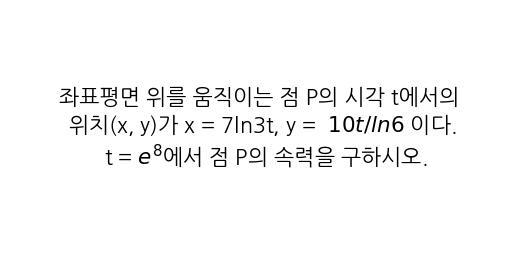 좌표평면 위를 움직이는 점 P의 시각 t에서의
위치(x, y)가 x = 7ln3t, y = 10t/ln6 이다.
t = e⁸에서 점 P의 속력을 구하시오.